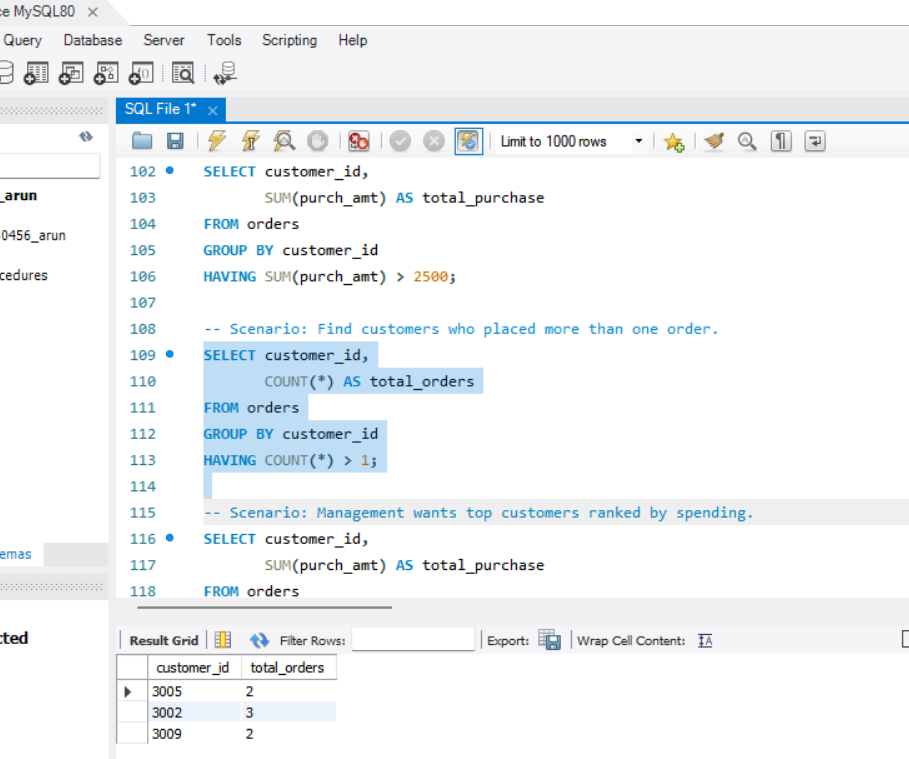 ce MySQL80
Query Database Server Tools Scripting Help
SQL File 1*
Limit to 1000 rows
_arun
0456_arun
cedures
emas
cted
102 SELECT customer_id,
103 SUM(purch_amt) AS total_purchase
104 FROM orders
105 GROUP BY customer_id
106 HAVING SUM(purch_amt) > 2500;
107
108 -- Scenario: Find customers who placed more than one order.
109 SELECT customer_id,
110 COUNT(*) AS total_orders
111 FROM orders
112 GROUP BY customer_id
113 HAVING COUNT(*) > 1;
114
115 -- Scenario: Management wants top customers ranked by spending.
116 SELECT customer_id,
117 SUM(purch_amt) AS total_purchase
118 FROM orders
Result Grid Filter Rows: Export: Wrap Cell Content:
customer_id total_orders
3005 2
3002 3
3009 2